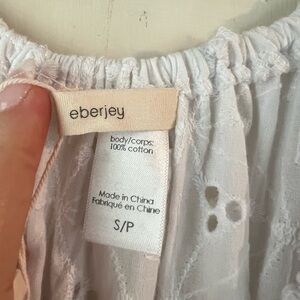 eberjey
body/corps:
100% cotton
Made in China
Fabriqué en Chine
S/P